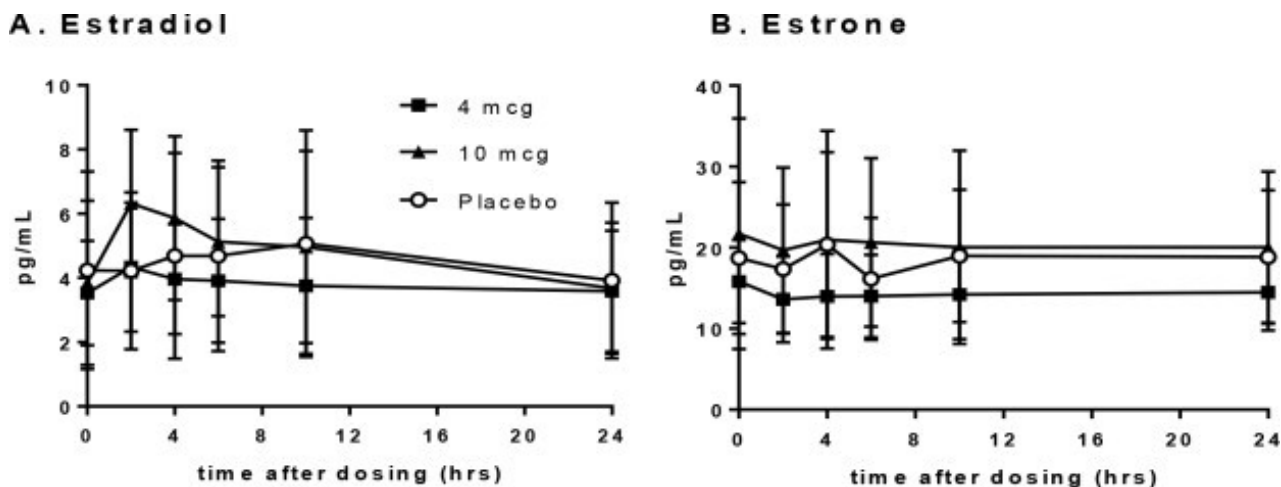 A. Estradiol
10
8
6
4
2
0
pg/mL
4 mcg
10 mcg
Placebo
0 4 8 12 16 20 24
time after dosing (hrs)
B. Estrone
40
30
20
10
0
pg/mL
0 4 8 12 16 20 24
time after dosing (hrs)